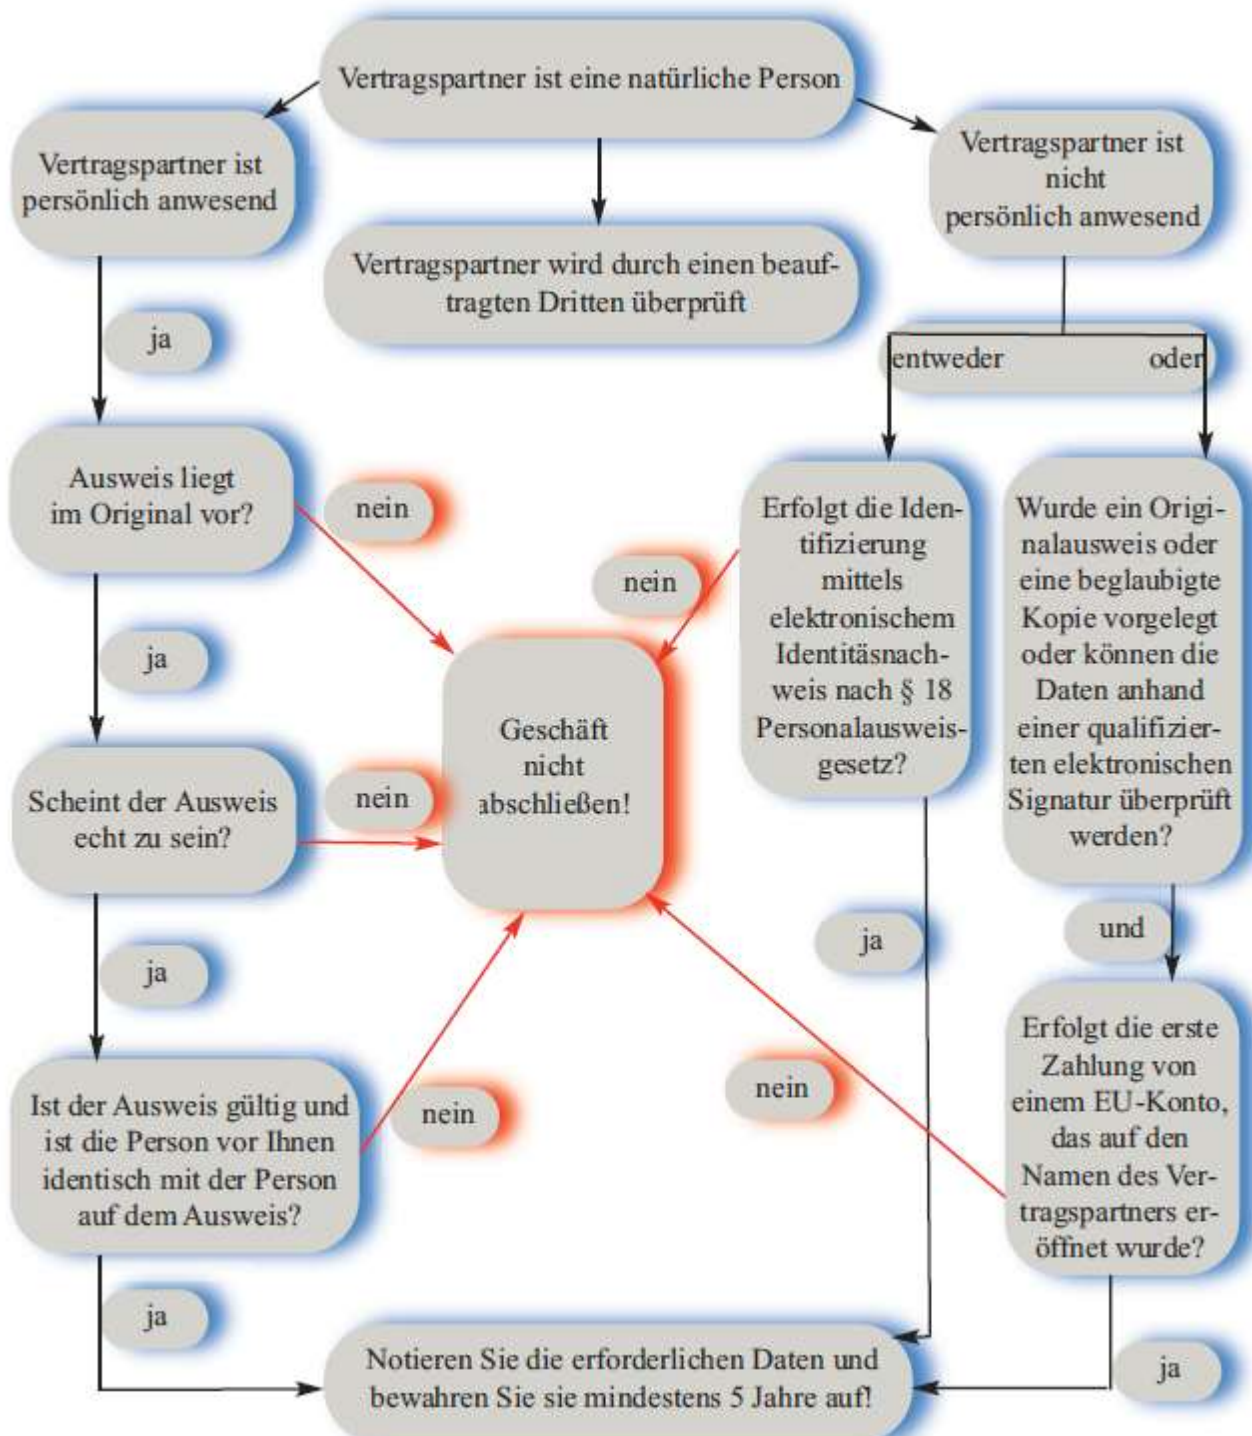 Vertragspartner ist eine natürliche Person
Vertragspartner ist
persönlich anwesend
Vertragspartner ist
nicht
persönlich anwesend
Vertragspartner wird durch einen beauf-
tragten Dritten überprüft
ja
entweder
oder
Ausweis liegt
im Original vor?
nein
nein
Erfolgt die Iden-
tifizierung
mittels
elektronischem
Identitäsnach-
weis nach § 18
Personalausweis-
gesetz?
Wurde ein Origi-
nalausweis oder
eine beglaubigte
Kopie vorgelegt
oder können die
Daten anhand
einer qualifizier-
ten elektronischen
Signatur überprüft
werden?
ja
Geschäft
nicht
abschließen!
Scheint der Ausweis
echt zu sein?
nein
ja
ja
und
Ist der Ausweis gültig und
ist die Person vor Ihnen
identisch mit der Person
auf dem Ausweis?
nein
nein
Erfolgt die erste
Zahlung von
einem EU-Konto,
das auf den
Namen des Ver-
tragspartners er-
öffnet wurde?
ja
Notieren Sie die erforderlichen Daten und
bewahren Sie sie mindestens 5 Jahre auf!
ja